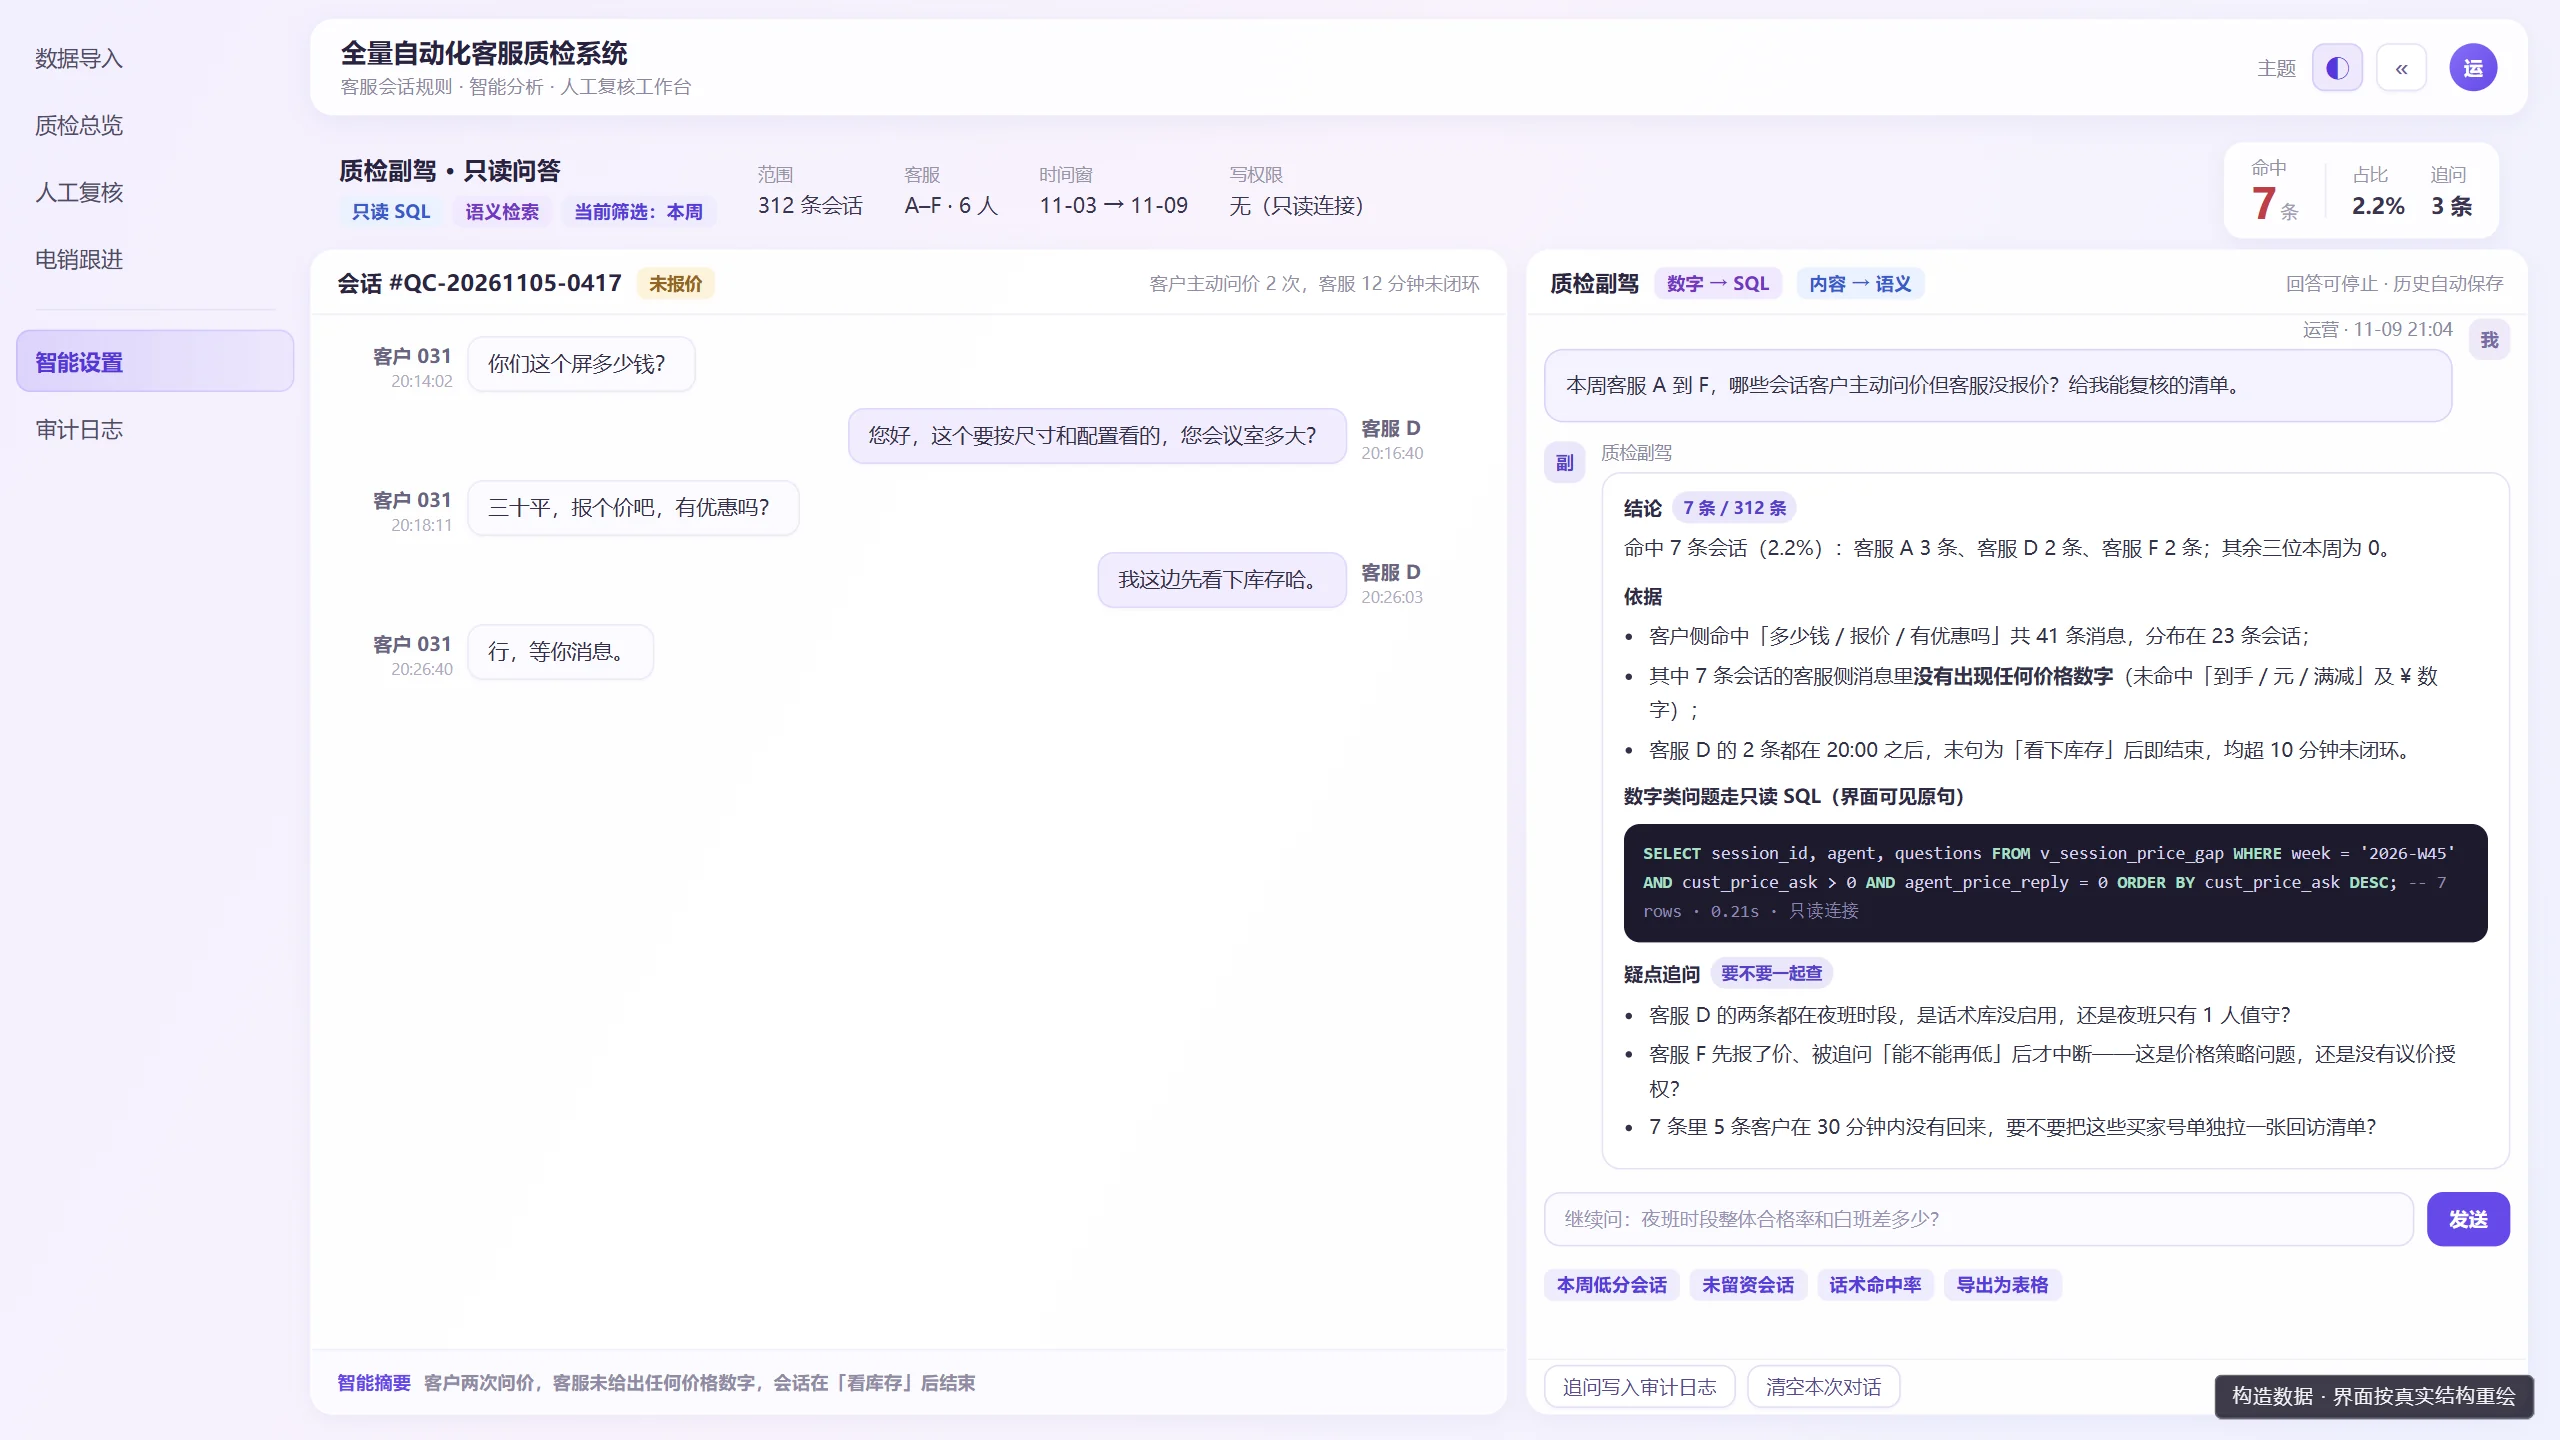 数据导入
质检总览
人工复核
电销跟进
智能设置
审计日志
全量自动化客服质检系统
客服会话规则 · 智能分析 · 人工复核工作台
主题
«
运
质检副驾 · 只读问答
只读 SQL
语义检索
当前筛选：本周
范围
312 条会话
客服
A–F · 6 人
时间窗
11-03 → 11-09
写权限
无（只读连接）
命中
7 条
占比
2.2%
追问
3 条
会话 #QC-20261105-0417
未报价
客户主动问价 2 次，客服 12 分钟未闭环
客户 031
20:14:02
你们这个屏多少钱？
您好，这个要按尺寸和配置看的，您会议室多大？
客服 D
20:16:40
客户 031
20:18:11
三十平，报个价吧，有优惠吗？
我这边先看下库存哈。
客服 D
20:26:03
客户 031
20:26:40
行，等你消息。
智能摘要 客户两次问价，客服未给出任何价格数字，会话在「看库存」后结束
质检副驾
数字 → SQL
内容 → 语义
回答可停止 · 历史自动保存
运营 · 11-09 21:04
我
本周客服 A 到 F，哪些会话客户主动问价但客服没报价？给我能复核的清单。
副
质检副驾
结论 7 条 / 312 条
命中 7 条会话（2.2%）：客服 A 3 条、客服 D 2 条、客服 F 2 条；其余三位本周为 0。
依据
• 客户侧命中「多少钱 / 报价 / 有优惠吗」共 41 条消息，分布在 23 条会话；
• 其中 7 条会话的客服侧消息里没有出现任何价格数字（未命中「到手 / 元 / 满减」及 ¥ 数
字）；
• 客服 D 的 2 条都在 20:00 之后，末句为「看下库存」后即结束，均超 10 分钟未闭环。
数字类问题走只读 SQL（界面可见原句）
SELECT session_id, agent, questions FROM v_session_price_gap WHERE week = '2026-W45'
AND cust_price_ask > 0 AND agent_price_reply = 0 ORDER BY cust_price_ask DESC; -- 7
rows · 0.21s · 只读连接
疑点追问 要不要一起查
• 客服 D 的两条都在夜班时段，是话术库没启用，还是夜班只有 1 人值守？
• 客服 F 先报了价、被追问「能不能再低」后才中断——这是价格策略问题，还是没有议价授
权？
• 7 条里 5 条客户在 30 分钟内没有回来，要不要把这些买家号单独拉一张回访清单？
继续问：夜班时段整体合格率和白班差多少？
发送
本周低分会话
未留资会话
话术命中率
导出为表格
追问写入审计日志
清空本次对话
构造数据 · 界面按真实结构重绘